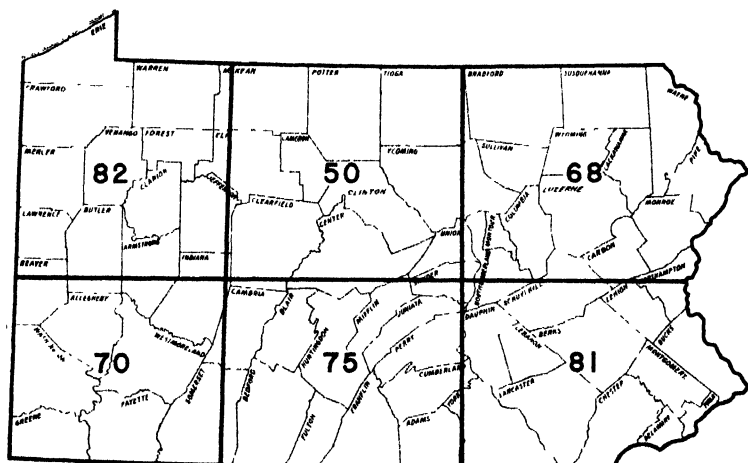 ERIE
WARREN
McKEAN
POTTER
TIOGA
BRADFORD
SUSQUEHANNA
WAYNE
CRAWFORD
VENANGO
FOREST
ELK
CAMERON
LYCOMING
SULLIVAN
WYOMING
LACKAWANNA
PIKE
MERCER
82
CLARION
JEFFERSON
50
CLINTON
COLUMBIA
68
LUZERNE
MONROE
LAWRENCE
BUTLER
CLEARFIELD
CENTER
UNION
MONTOUR
NORTHUMBERLAND
CARBON
ARMSTRONG
BEAVER
INDIANA
NORTHAMPTON
ALLEGHENY
CAMBRIA
BLAIR
MIFFLIN
JUNIATA
DAUPHIN
SCHUYLKILL
LEHIGH
WESTMORELAND
HUNTINGDON
PERRY
LEBANON
BERKS
BUCKS
70
75
81
MONTGOMERY
SOMERSET
BEDFORD
CUMBERLAND
LANCASTER
CHESTER
GREENE
FAYETTE
FULTON
FRANKLIN
ADAMS
YORK
DELAWARE